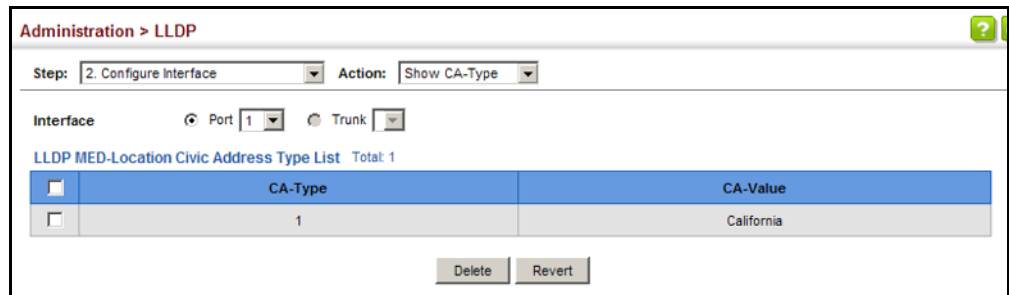 Administration > LLDP ?
Step: 2. Configure Interface Action: Show CA-Type
Interface Port 1 Trunk
LLDP MED-Location Civic Address Type List Total: 1
CA-Type CA-Value
1 California
Delete Revert